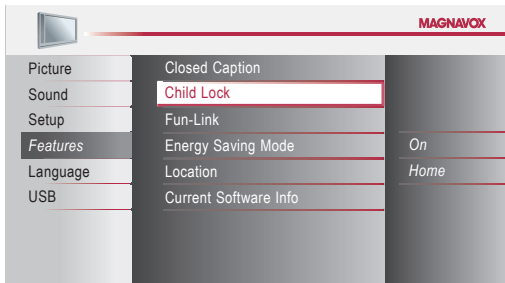 MAGNAVOX
Picture
Sound
Setup
Features
Language
USB
Closed Caption
Child Lock
Fun-Link
Energy Saving Mode
Location
Current Software Info
On
Home